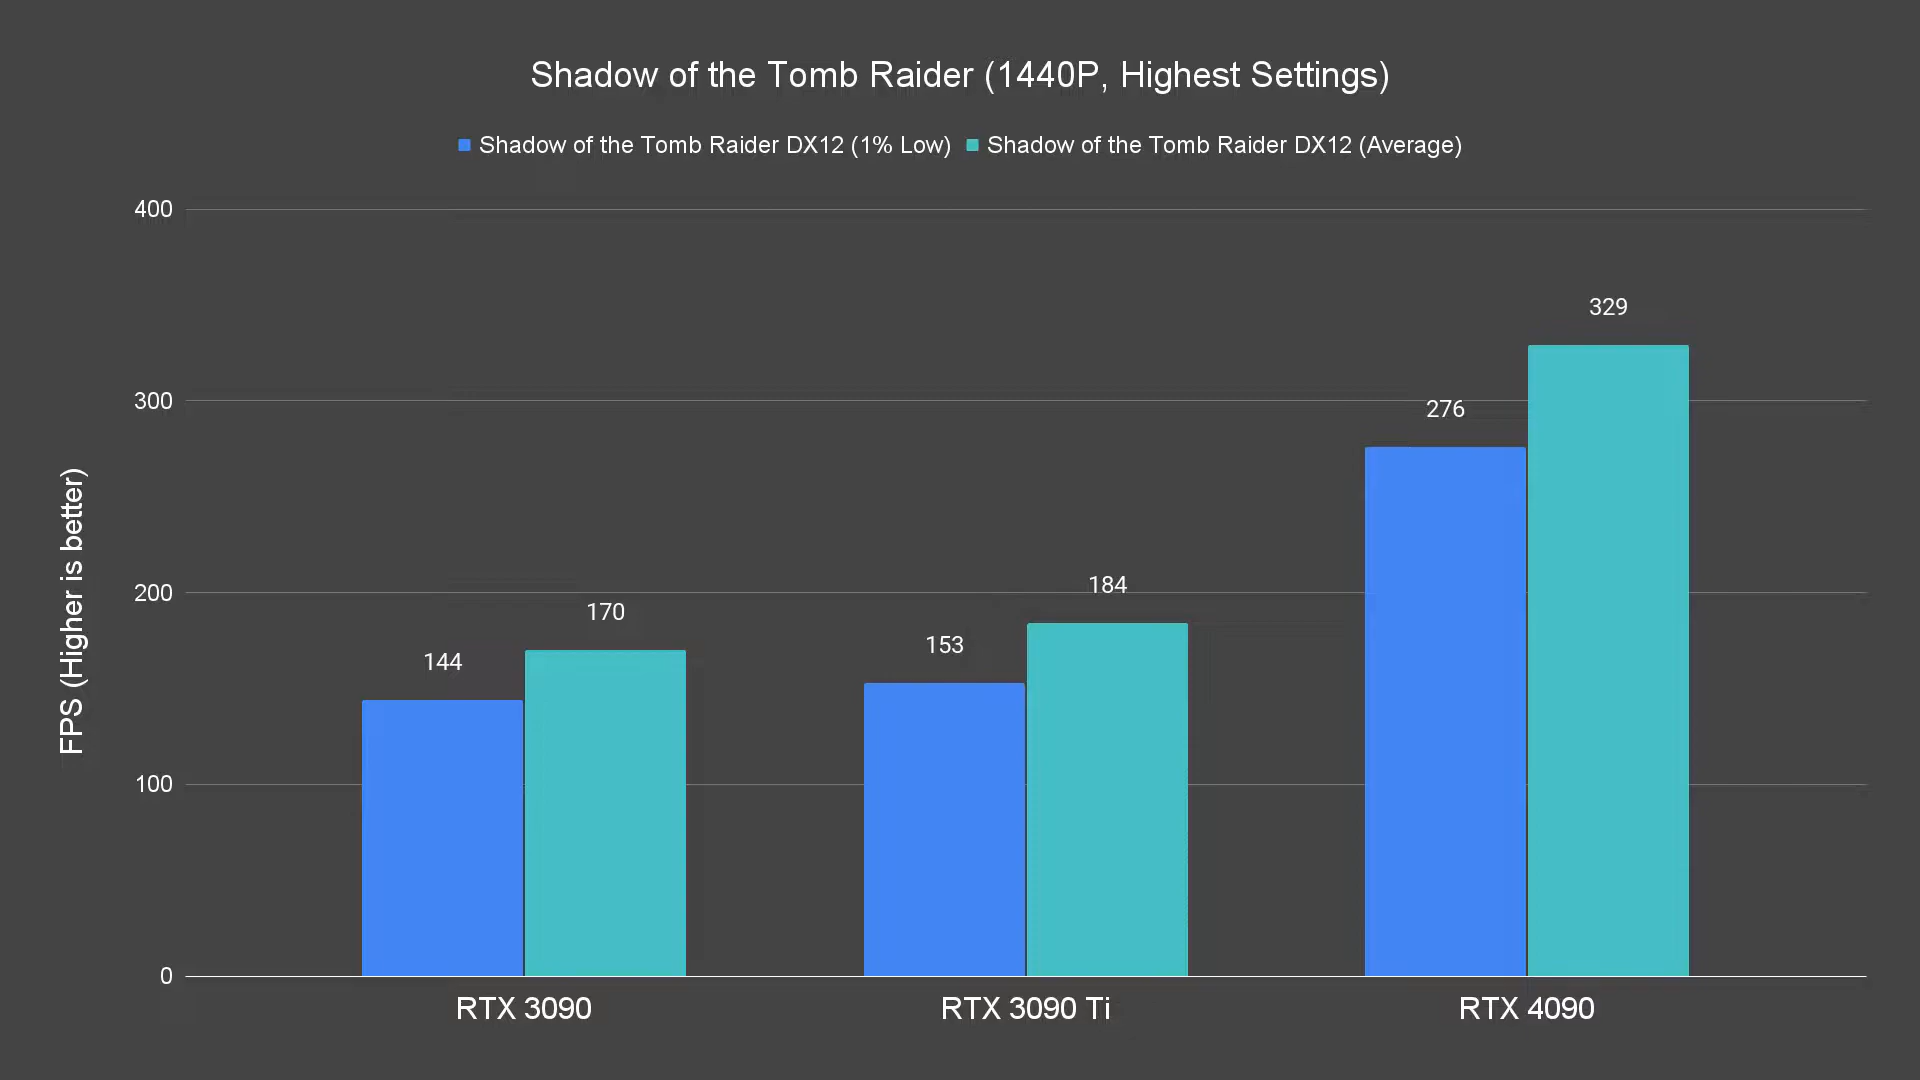 Shadow of the Tomb Raider (1440P, Highest Settings)
Shadow of the Tomb Raider DX12 (1% Low) Shadow of the Tomb Raider DX12 (Average)
FPS (Higher is better)
400
300
200
100
0
144
170
153
184
276
329
RTX 3090
RTX 3090 Ti
RTX 4090